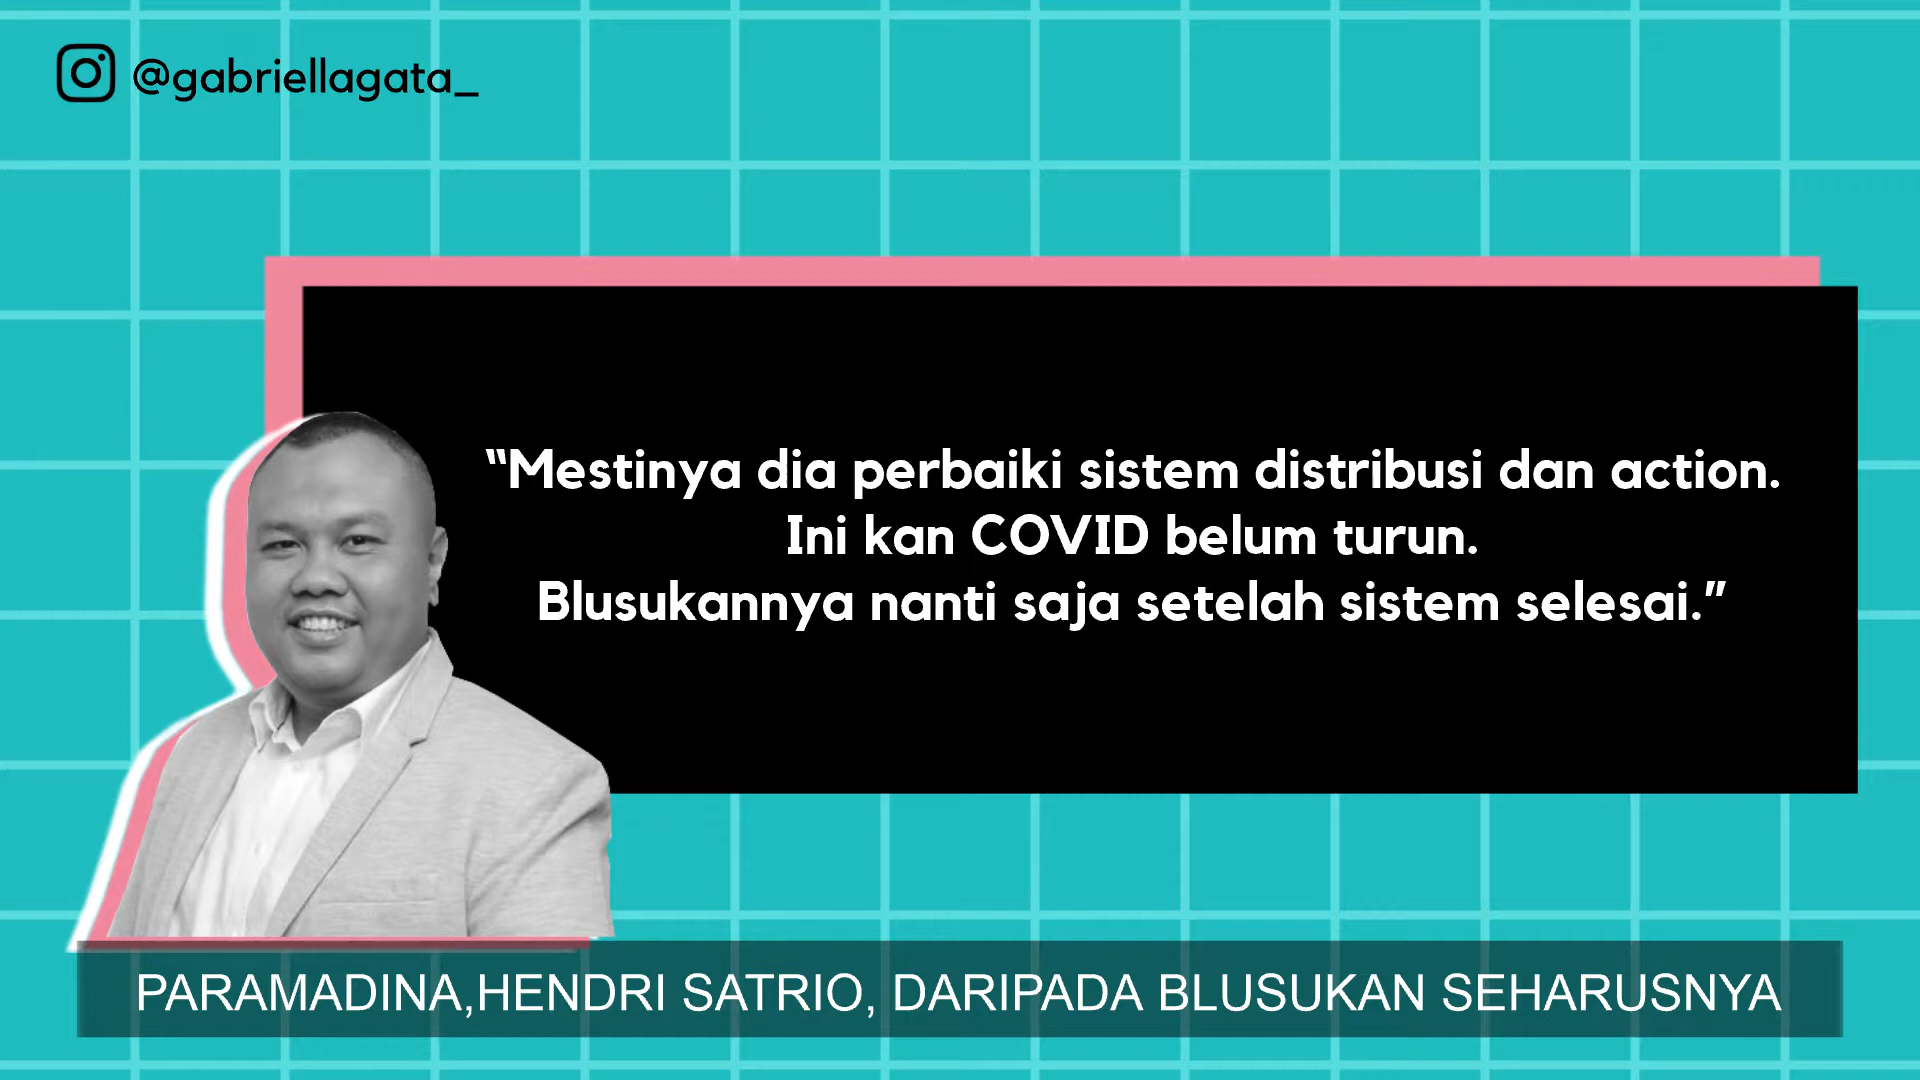 @gabriellagata_
“Mestinya dia perbaiki sistem distribusi dan action.
Ini kan COVID belum turun.
Blusukannya nanti saja setelah sistem selesai.”
PARAMADINA,HENDRI SATRIO, DARIPADA BLUSUKAN SEHARUSNYA